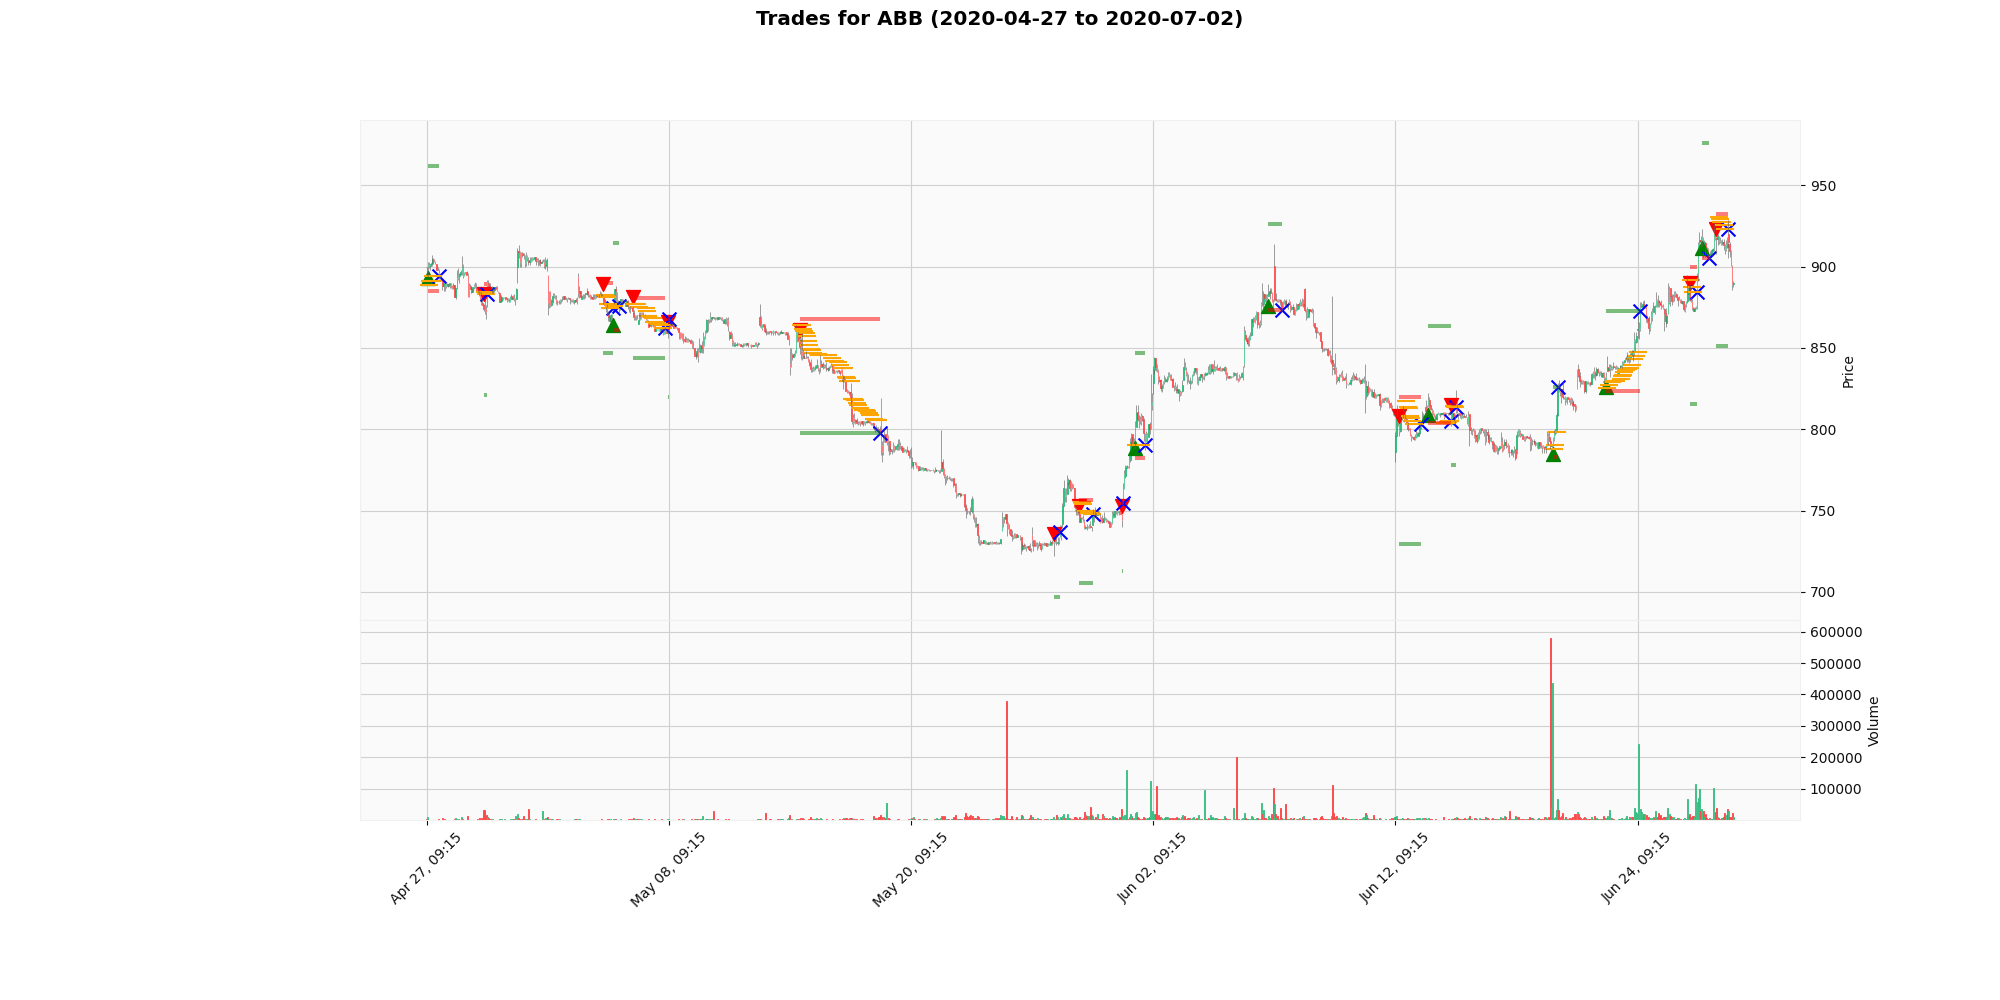 Trades for ABB (2020-04-27 to 2020-07-02)
950
900
850
800
750
700
Price
600000
500000
400000
300000
200000
100000
Volume
Apr 27, 09:15
May 08, 09:15
May 20, 09:15
Jun 02, 09:15
Jun 12, 09:15
Jun 24, 09:15